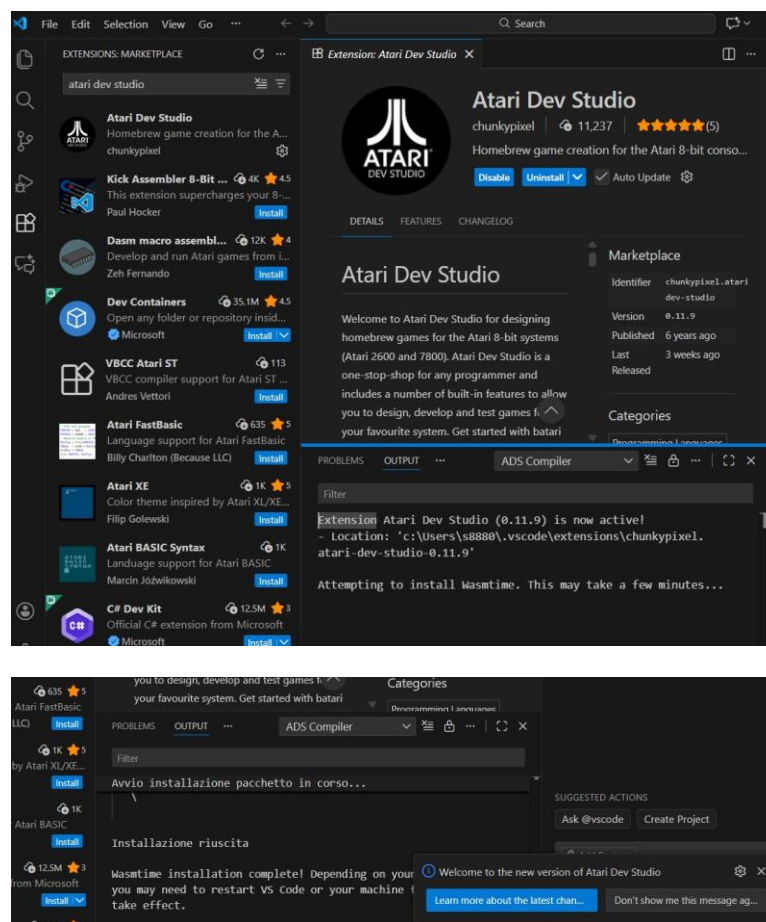 File Edit Selection View Go ··· Search
EXTENSIONS: MARKETPLACE
atari dev studio
Atari Dev Studio
Homebrew game creation for the A...
chunkypixel
Kick Assembler 8-Bit ... 4K 4.5
This extension supercharges your 8-...
Paul Hocker Install
Dasm macro assembl... 12K 4
Develop and run Atari games from i...
Zeh Fernando Install
Dev Containers 35.1M 4.5
Open any folder or repository insid...
Microsoft Install
VBCC Atari ST 113
VBCC compiler support for Atari ST ...
Andres Vettori Install
Atari FastBasic 635 5
Language support for Atari FastBasic
Billy Charlton (Because LLC) Install
Atari XE 1K 5
Color theme inspired by Atari XL/XE...
Filip Golewski Install
Atari BASIC Syntax 1K
Landuage support for Atari BASIC
Marcin Jóźwikowski Install
C# Dev Kit 12.5M 3
Official C# extension from Microsoft
Microsoft Install
Extension: Atari Dev Studio
ATARI
DEV STUDIO
Atari Dev Studio
chunkypixel 11,237 (5)
Homebrew game creation for the Atari 8-bit conso...
Disable Uninstall Auto Update
DETAILS FEATURES CHANGELOG
Atari Dev Studio
Welcome to Atari Dev Studio for designing
homebrew games for the Atari 8-bit systems
(Atari 2600 and 7800). Atari Dev Studio is a
one-stop-shop for any programmer and
includes a number of built-in features to allow
you to design, develop and test games f
your favourite system. Get started with batari
Marketplace
Identifier chunkypixel.atari
dev-studio
Version 0.11.9
Published 6 years ago
Last 3 weeks ago
Released
Categories
Programming Languages
PROBLEMS OUTPUT ··· ADS Compiler
Filter
Extension Atari Dev Studio (0.11.9) is now active!
- Location: 'c:\Users\s8880\.vscode\extensions\chunkypixel.
atari-dev-studio-0.11.9'
Attempting to install Wasmtime. This may take a few minutes...
635 5
Atari FastBasic
LLC) Install
1K 5
by Atari XL/XE...
Install
1K
Atari BASIC
Install
12.5M 3
from Microsoft
Install
you to design, develop and test games f
your favourite system. Get started with batari
Categories
Programming Languages
PROBLEMS OUTPUT ··· ADS Compiler
Filter
Avvio installazione pacchetto in corso...
\
Installazione riuscita
Wasmtime installation complete! Depending on your
you may need to restart VS Code or your machine
take effect.
SUGGESTED ACTIONS
Ask @vscode Create Project
Welcome to the new version of Atari Dev Studio
Learn more about the latest chan... Don't show me this message ag...